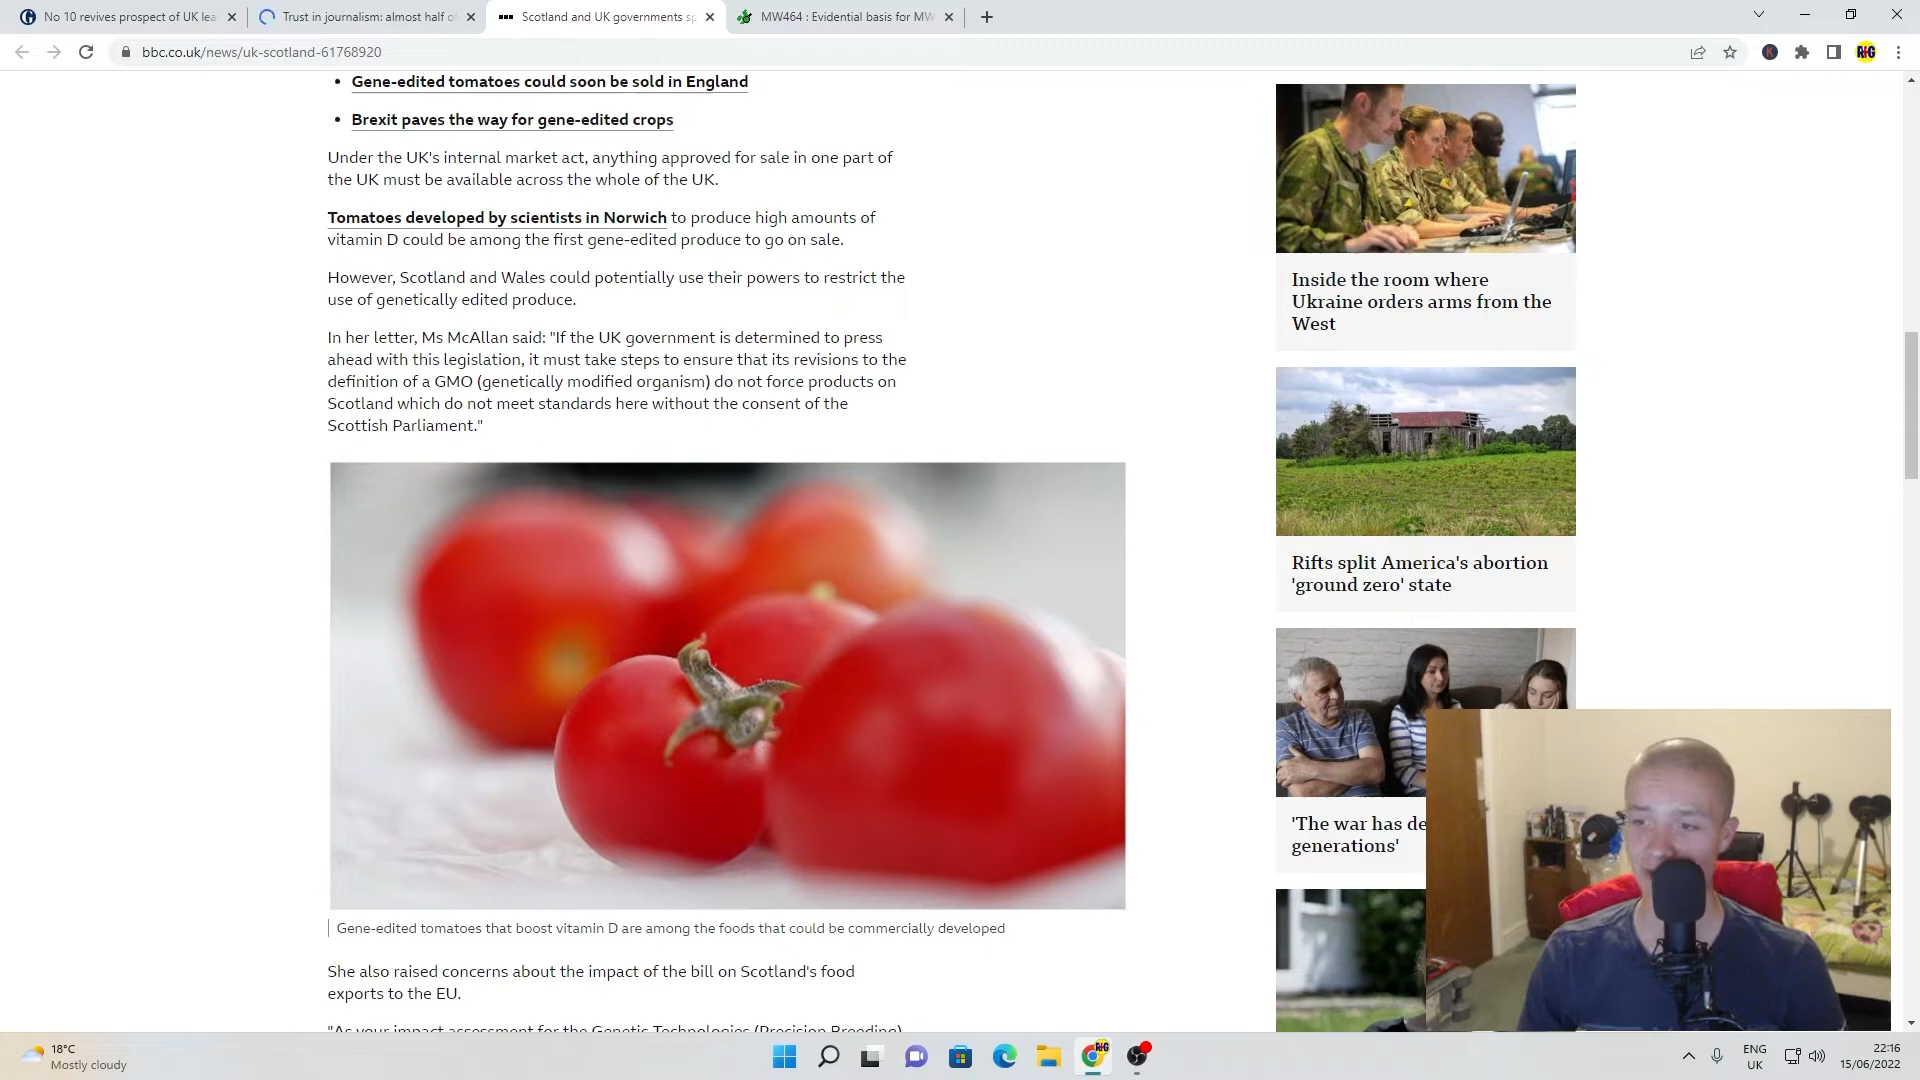 No 10 revives prospect of UK lea
Trust in journalism: almost half of
Scotland and UK governments sp
MW464 : Evidential basis for MW
bbc.co.uk/news/uk-scotland-61768920
K
R!G
Gene-edited tomatoes could soon be sold in England
Brexit paves the way for gene-edited crops
Under the UK's internal market act, anything approved for sale in one part of
the UK must be available across the whole of the UK.
Tomatoes developed by scientists in Norwich to produce high amounts of
vitamin D could be among the first gene-edited produce to go on sale.
However, Scotland and Wales could potentially use their powers to restrict the
use of genetically edited produce.
In her letter, Ms McAllan said: "If the UK government is determined to press
ahead with this legislation, it must take steps to ensure that its revisions to the
definition of a GMO (genetically modified organism) do not force products on
Scotland which do not meet standards here without the consent of the
Scottish Parliament."
Gene-edited tomatoes that boost vitamin D are among the foods that could be commercially developed
She also raised concerns about the impact of the bill on Scotland's food
exports to the EU.
"As your impact assessment for the Genetic Technologies (Precision Breeding)
Inside the room where
Ukraine orders arms from the
West
Rifts split America's abortion
'ground zero' state
'The war has de
generations'
18°C
Mostly cloudy
R!G
ENG
UK
22:16
15/06/2022